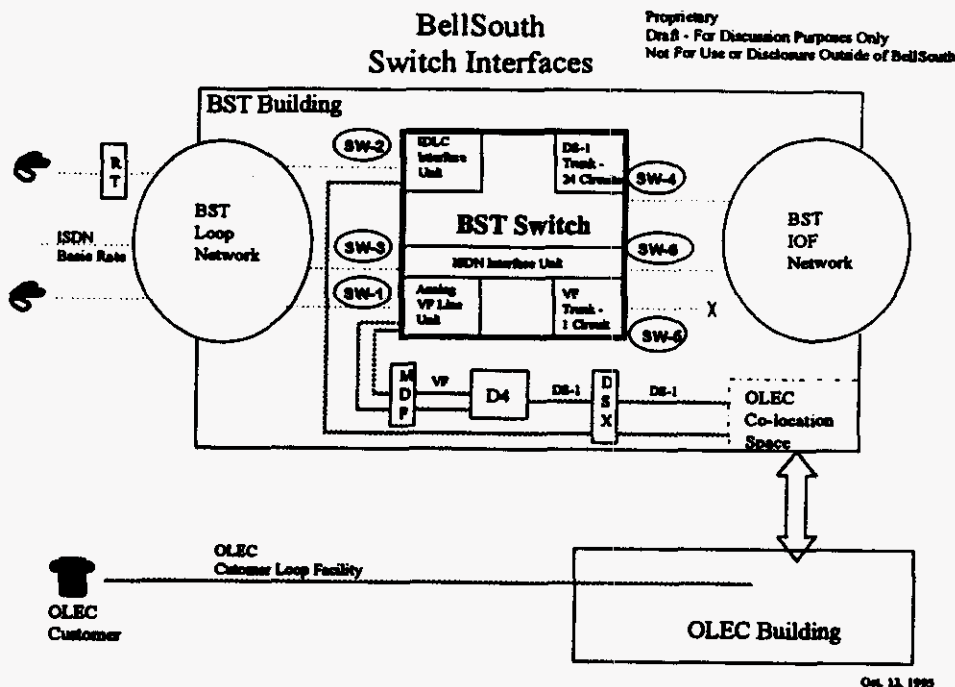 BellSouth
Switch Interfaces
Proprietary
Draft - For Discussion Purposes Only
Not For Use or Disclosure Outside of BellSouth
BST Building
SW-2
IDLC
Interface
Unit
DS-1
Trunk -
24 Circuits
SW-4
R
T
BST
Loop
Network
BST Switch
BST
IOF
Network
ISDN
Basic Rate
SW-3
SW-6
ISDN Interface Unit
SW-1
Analog
VF Line
Unit
VF
Trunk -
1 Circuit
X
SW-5
M
D
F
VF
D4
DS-1
D
S
X
DS-1
OLEC
Co-location
Space
OLEC
Cutomer Loop Facility
OLEC
Customer
OLEC Building
Oct. 13, 1995